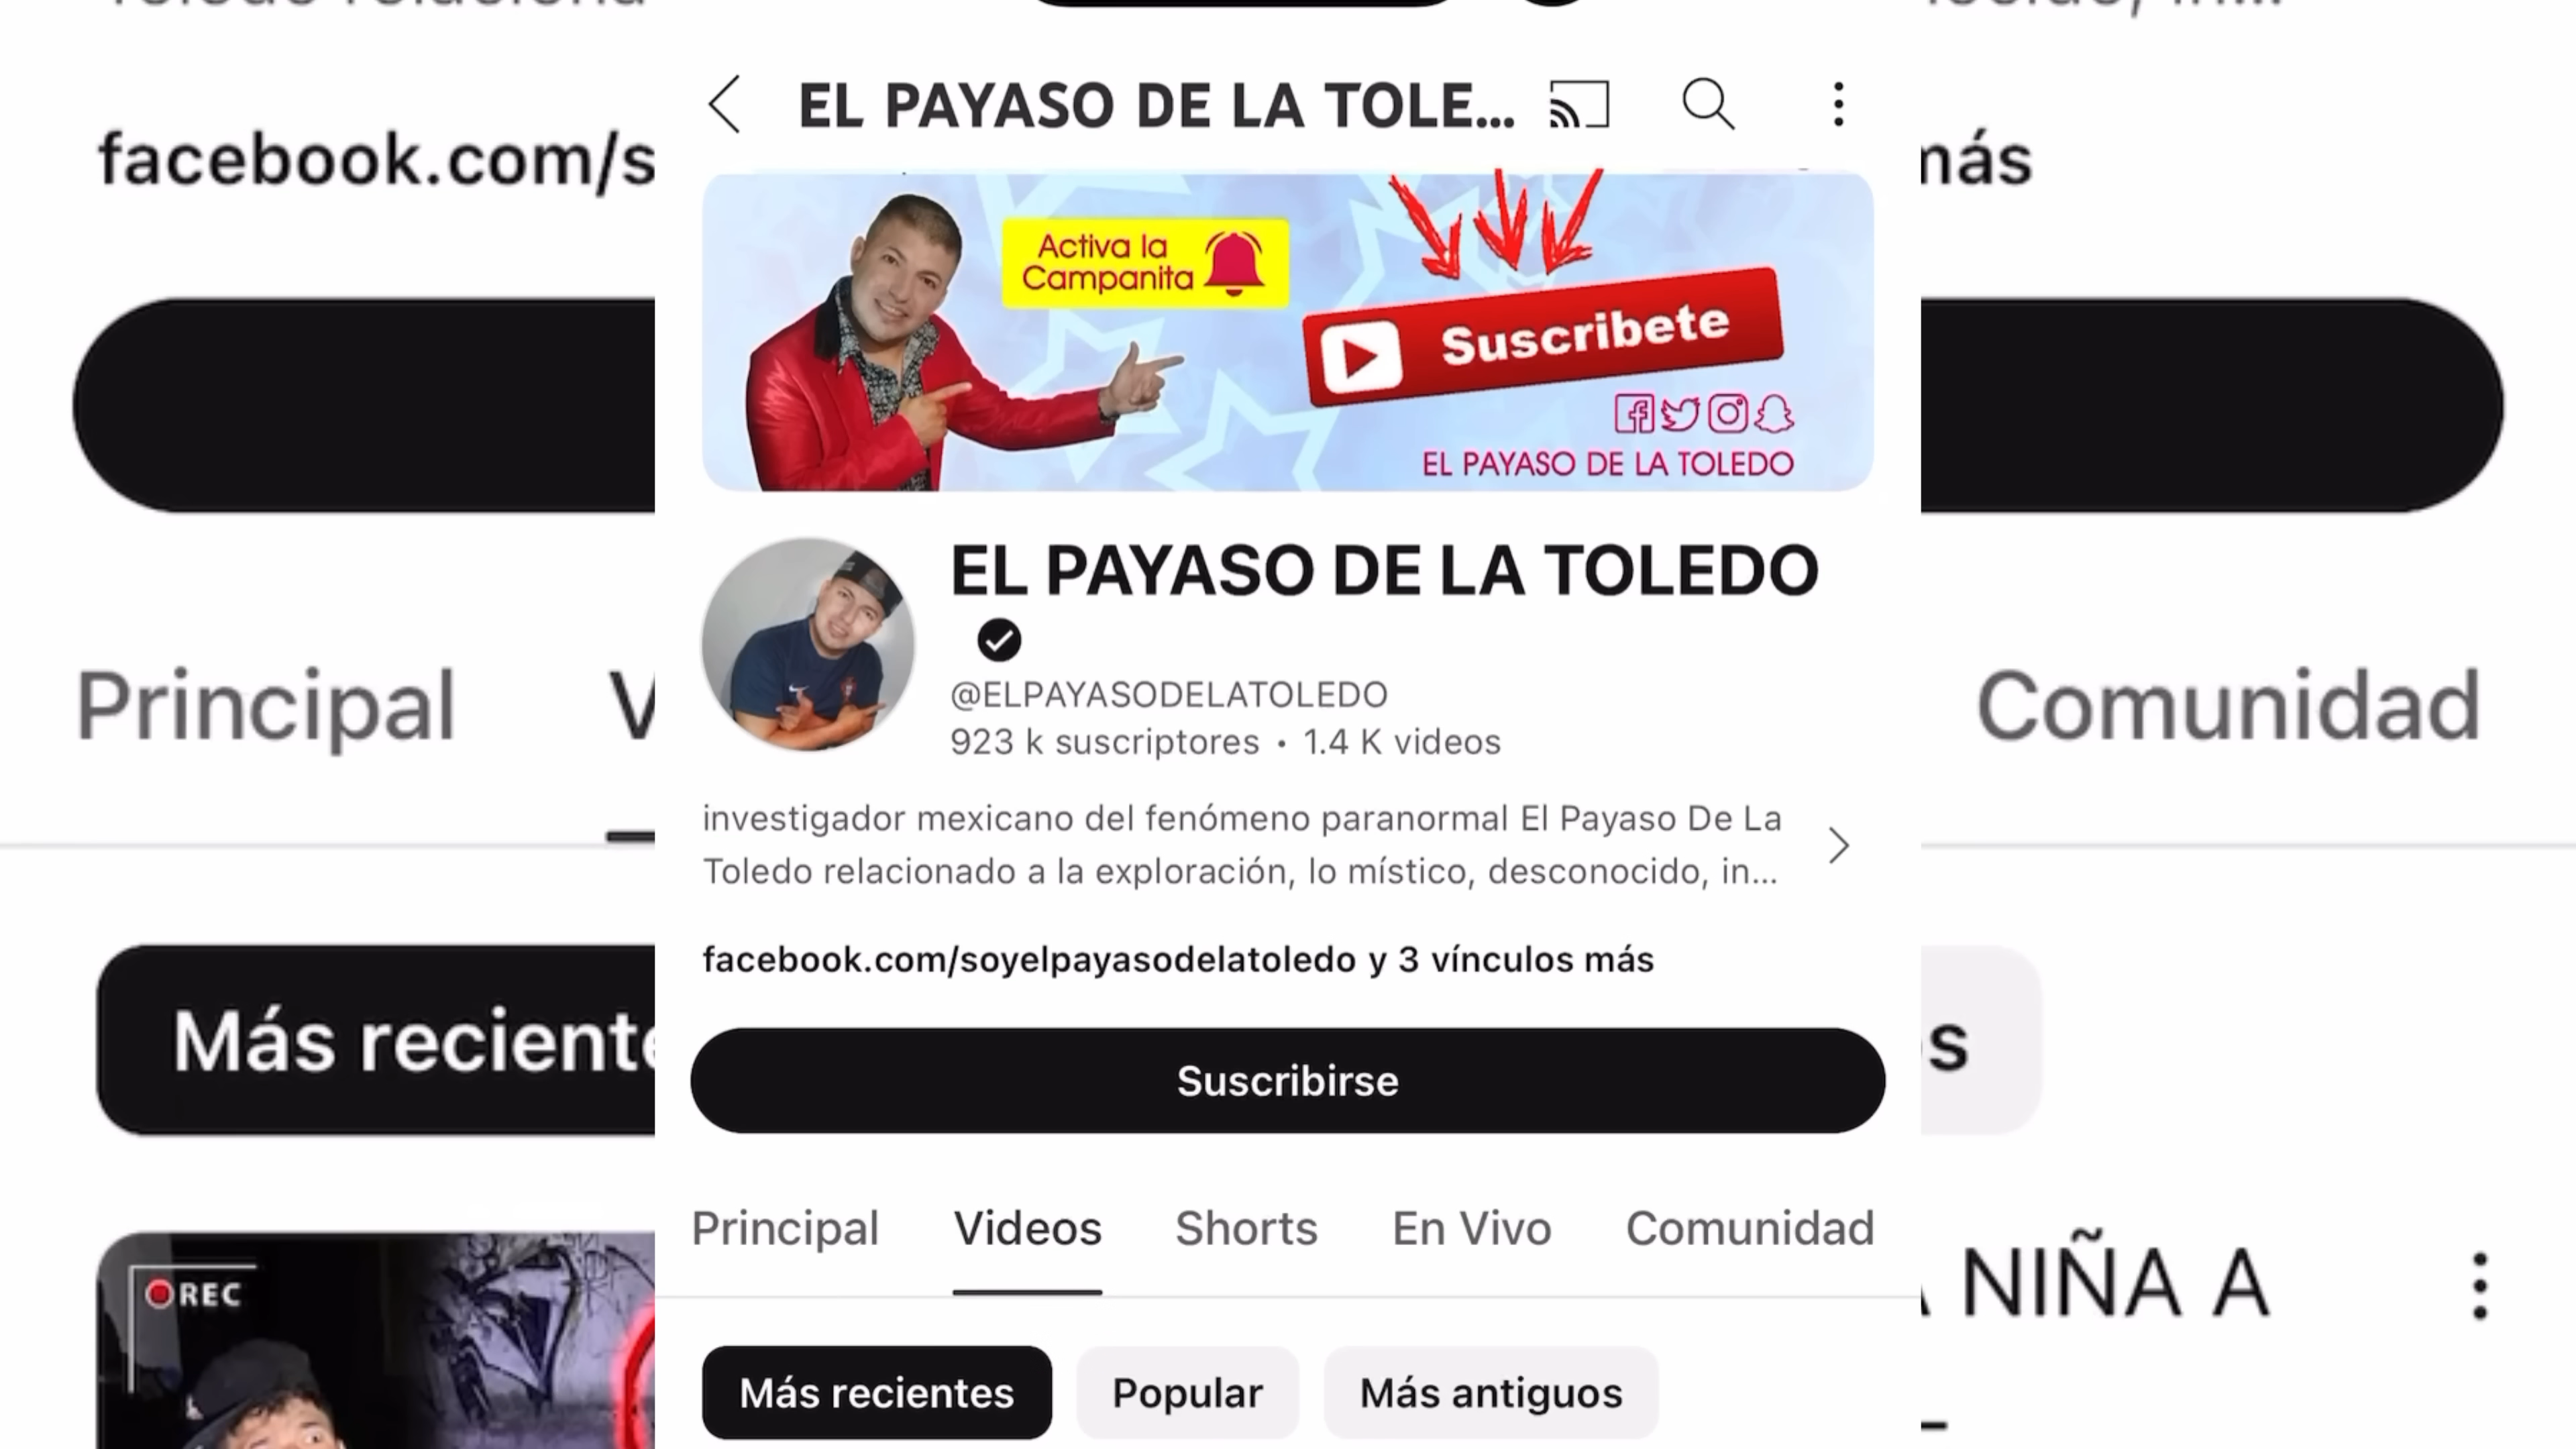 facebook.com/s
Principal
Más reciente
REC
EL PAYASO DE LA TOLE...
Activa la
Campanita
Suscribete
EL PAYASO DE LA TOLEDO
EL PAYASO DE LA TOLEDO
@ELPAYASODELATOLEDO
923 k suscriptores • 1.4 K videos
investigador mexicano del fenómeno paranormal El Payaso De La
Toledo relacionado a la exploración, lo místico, desconocido, in...
facebook.com/soyelpayasodelatoledo y 3 vínculos más
Suscribirse
Principal Videos Shorts En Vivo Comunidad
Más recientes Popular Más antiguos
más
Comunidad
s
NIÑA A